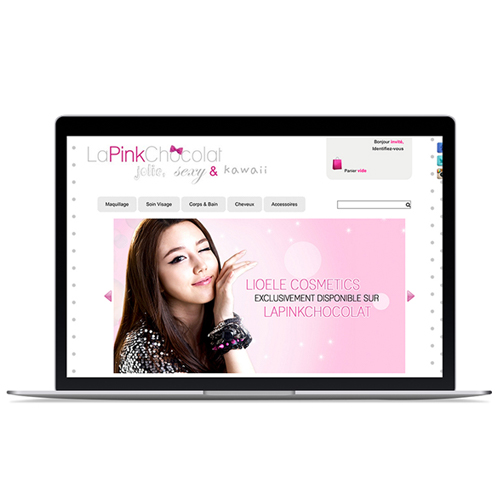 LaPinkChocolat
jolie, sexy & kawaii
Bonjour invité,
Identifiez-vous
Panier vide
Maquillage Soin Visage Corps & Bain Cheveux Accessoires
LIOELE COSMETICS
EXCLUSIVEMENT DISPONIBLE SUR
LAPINKCHOCOLAT